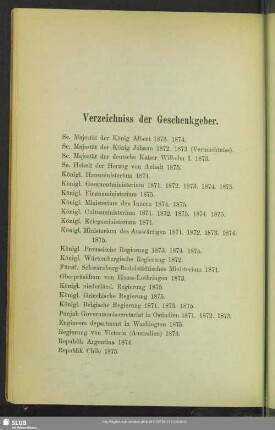 Verzeichniss der Geschenkgeber.
Se. Majestät der König Albert 1873. 1874.
Se. Majestät der König Johann 1872. 1873 (Vermächtniss).
Se. Majestät der deutsche Kaiser Wilhelm I. 1873.
Se. Hoheit der Herzog von Anhalt 1875.
Königl. Hausministerium 1871.
Königl. Gesammtministerium 1871. 1872. 1873. 1874. 1875.
Königl. Finanzministerium 1875.
Königl. Ministerium des Innern 1874. 1875.
Königl. Cultusministerium 1871. 1872. 1873. 1874. 1875.
Königl. Kriegsministerium 1871.
Königl. Ministerium des Auswärtigen 1871. 1872. 1873. 1874.
1875.
Königl. Preussische Regierung 1873. 1874. 1875.
Königl. Würtembergische Regierung 1872.
Fürstl. Schwarzburg-Rudolstädtisches Ministerium 1871.
Oberpräsidium von Elsass-Lothringen 1873.
Königl. niederländ. Regierung 1875.
Königl. Griechische Regierung 1875.
Königl. Belgische Regierung 1871. 1873. 1875.
Punjab Governmentsecretariat in Ostindien 1871. 1872. 1873.
Engineers department in Washington 1875.
Regierung von Victoria (Australien) 1873.
Republik Argentina 1874.
Republik Chile 1875.
SLUB